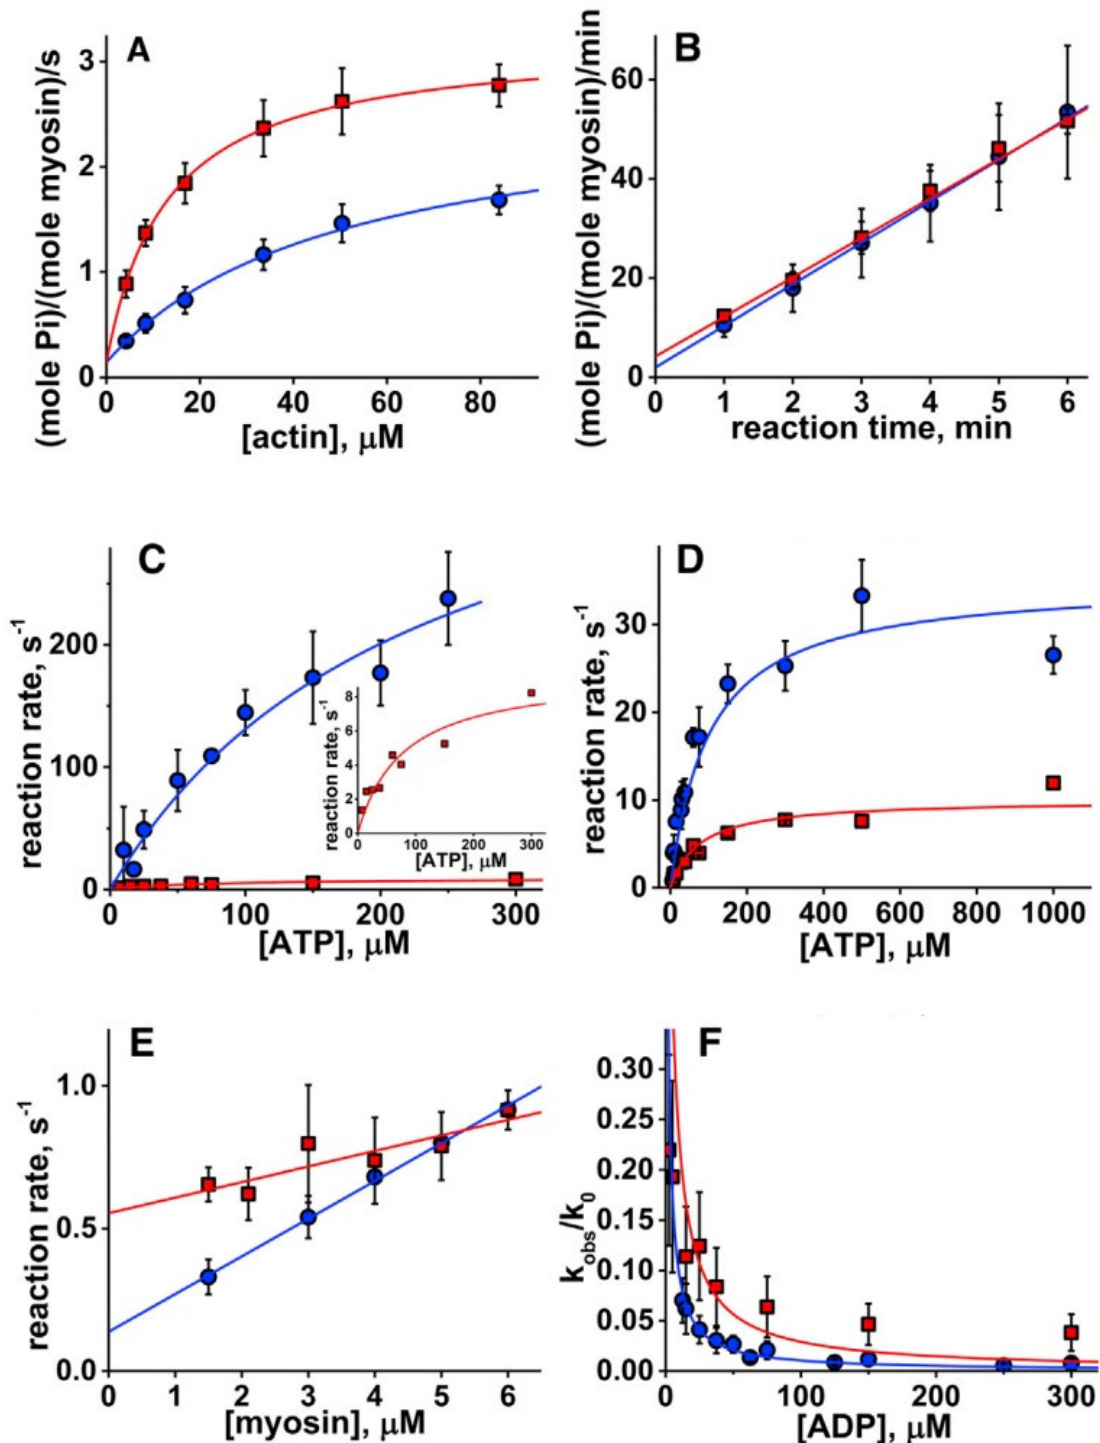 A
(mole Pi)/(mole myosin)/s
3
2
1
0
0 20 40 60 80
[actin], μM
B
(mole Pi)/(mole myosin)/min
60
40
20
0
0 1 2 3 4 5 6
reaction time, min
C
reaction rate, s⁻¹
200
100
0
0 100 200 300
[ATP], μM
reaction rate, s⁻¹
8
6
4
2
0
0 100 200 300
[ATP], μM
D
reaction rate, s⁻¹
30
20
10
0
0 200 400 600 800 1000
[ATP], μM
E
reaction rate, s⁻¹
1.0
0.5
0.0
0 1 2 3 4 5 6
[myosin], μM
F
k_obs/k_0
0.30
0.25
0.20
0.15
0.10
0.05
0.00
0 100 200 300
[ADP], μM